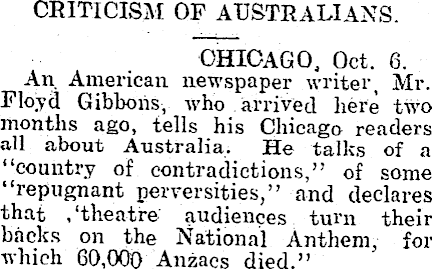 CRITICISM OF AUSTRALIANS.
CHICAGO, Oct. 6.
An American newspaper writer, Mr.
Floyd Gibbons, who arrived here two
months ago, tells his Chicago readers
all about Australia. He talks of a
"country of contradictions," of some
"repugnant perversities," and declares
that ,'theatre audiences turn their
backs on the National Anthem, for
which 60,000 Anzacs died."